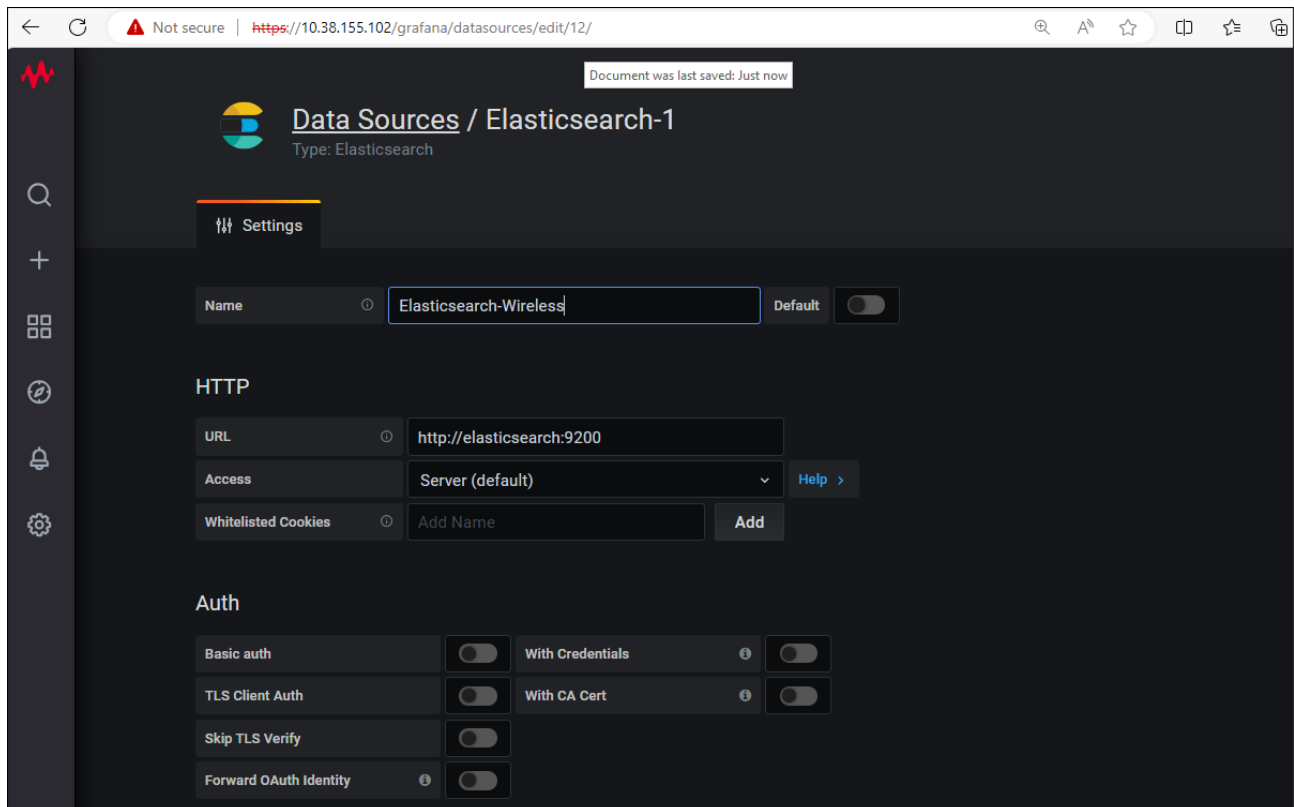 Not secure https://10.38.155.102/grafana/datasources/edit/12/
Document was last saved: Just now
Data Sources / Elasticsearch-1
Type: Elasticsearch
Settings
Name Elasticsearch-Wireless Default
HTTP
URL http://elasticsearch:9200
Access Server (default) Help >
Whitelisted Cookies Add Name Add
Auth
Basic auth With Credentials
TLS Client Auth With CA Cert
Skip TLS Verify
Forward OAuth Identity